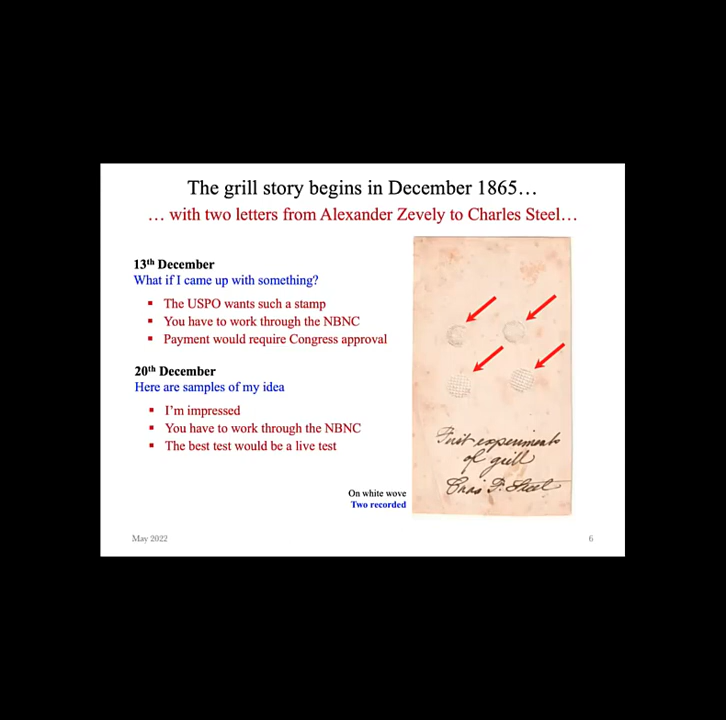 The grill story begins in December 1865…
… with two letters from Alexander Zevely to Charles Steel…
13th December
What if I came up with something?
▪ The USPO wants such a stamp
▪ You have to work through the NBNC
▪ Payment would require Congress approval
20th December
Here are samples of my idea
▪ I'm impressed
▪ You have to work through the NBNC
▪ The best test would be a live test
First experiments
of grill
Chas F. Steel
On white wove
Two recorded
May 2022
6